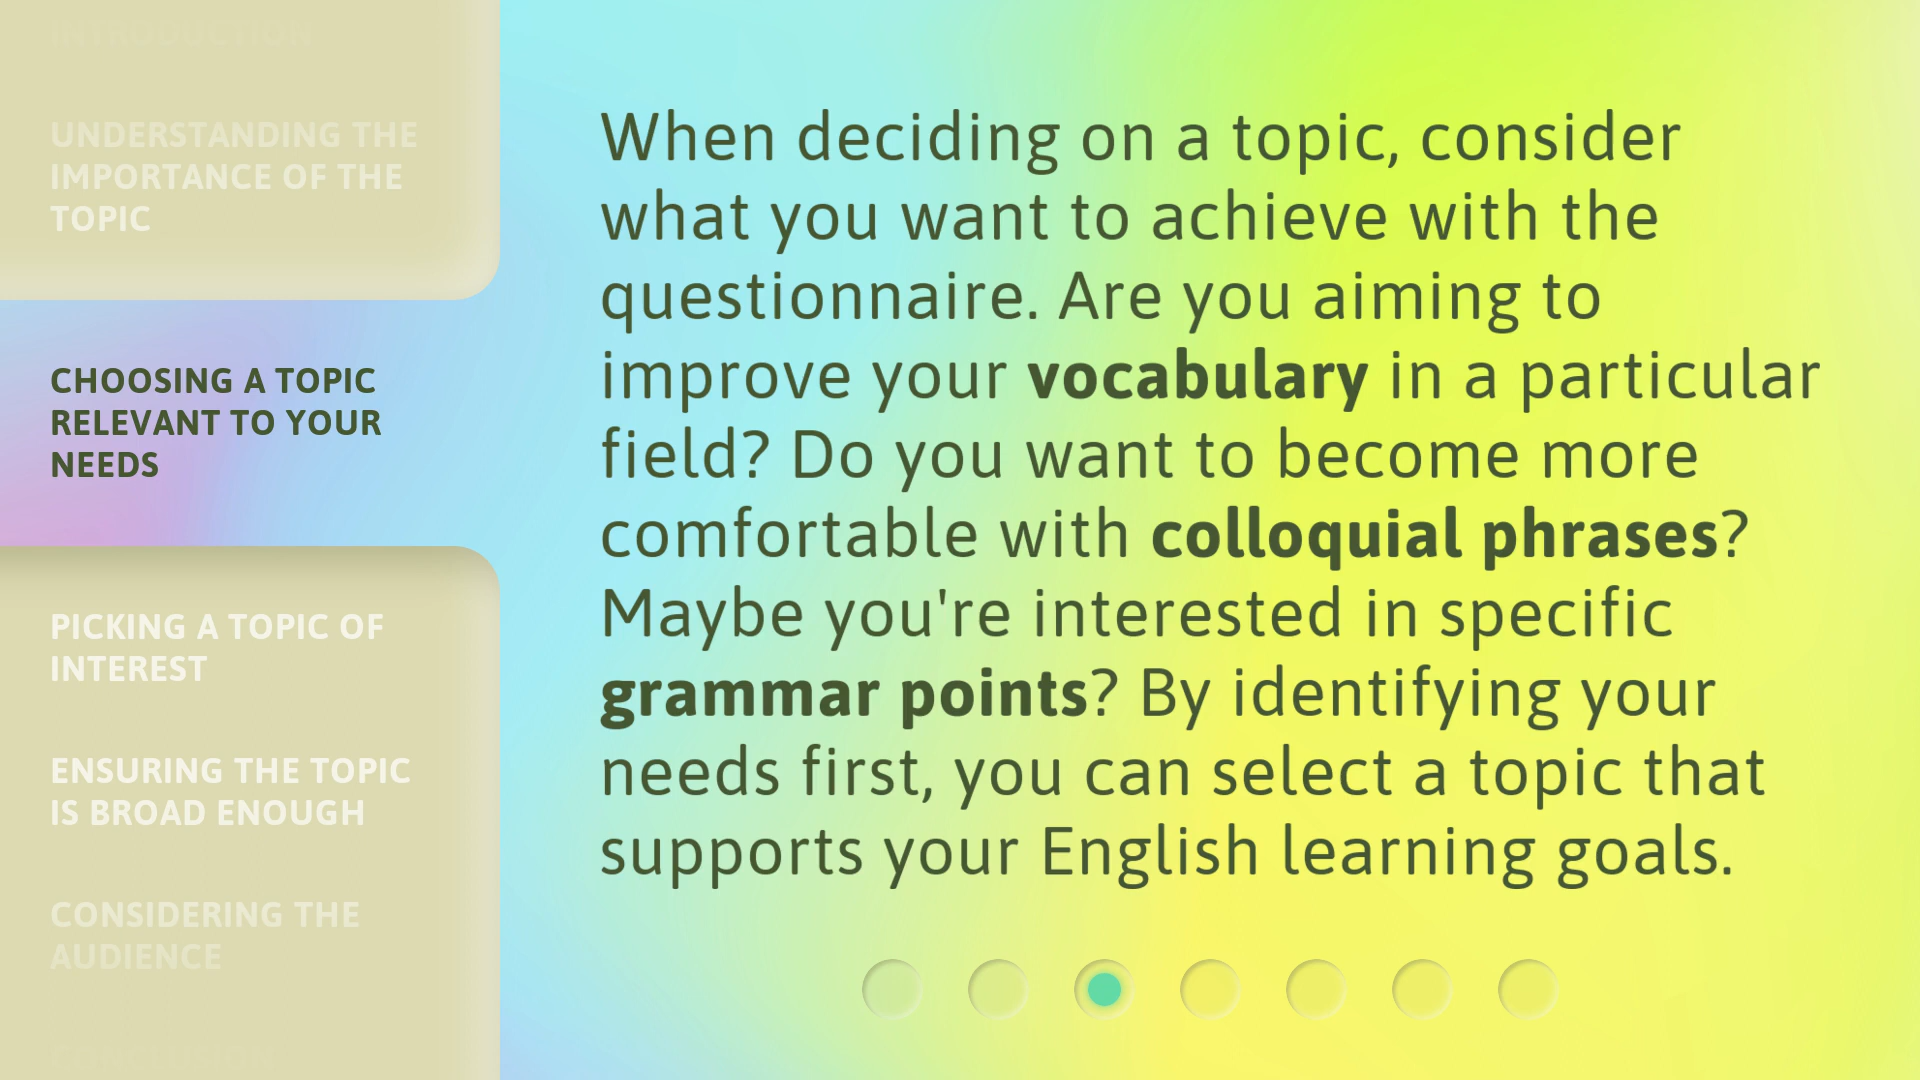 INTRODUCTION
UNDERSTANDING THE
IMPORTANCE OF THE
TOPIC
CHOOSING A TOPIC
RELEVANT TO YOUR
NEEDS
PICKING A TOPIC OF
INTEREST
ENSURING THE TOPIC
IS BROAD ENOUGH
CONSIDERING THE
AUDIENCE
CONCLUSION
When deciding on a topic, consider
what you want to achieve with the
questionnaire. Are you aiming to
improve your vocabulary in a particular
field? Do you want to become more
comfortable with colloquial phrases?
Maybe you're interested in specific
grammar points? By identifying your
needs first, you can select a topic that
supports your English learning goals.